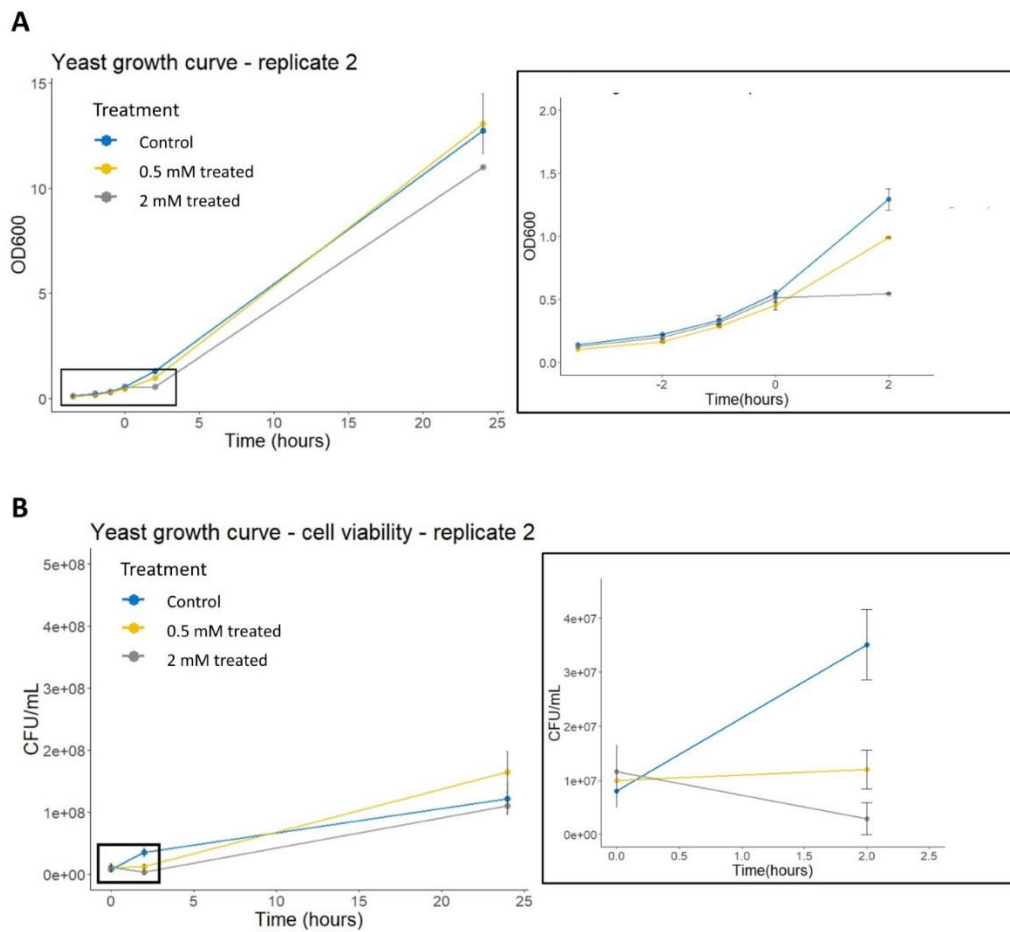 A
Yeast growth curve - replicate 2
15
10
5
0
OD600
0
5
10
15
20
25
Time (hours)
Treatment
Control
0.5 mM treated
2 mM treated
2.0
1.5
1.0
0.5
0.0
OD600
-2
0
2
Time(hours)
B
Yeast growth curve - cell viability - replicate 2
5e+08
4e+08
3e+08
2e+08
1e+08
0e+00
CFU/mL
0
5
10
15
20
25
Time (hours)
Treatment
Control
0.5 mM treated
2 mM treated
4e+07
3e+07
2e+07
1e+07
0e+00
CFU/mL
0.0
0.5
1.0
1.5
2.0
2.5
Time(hours)